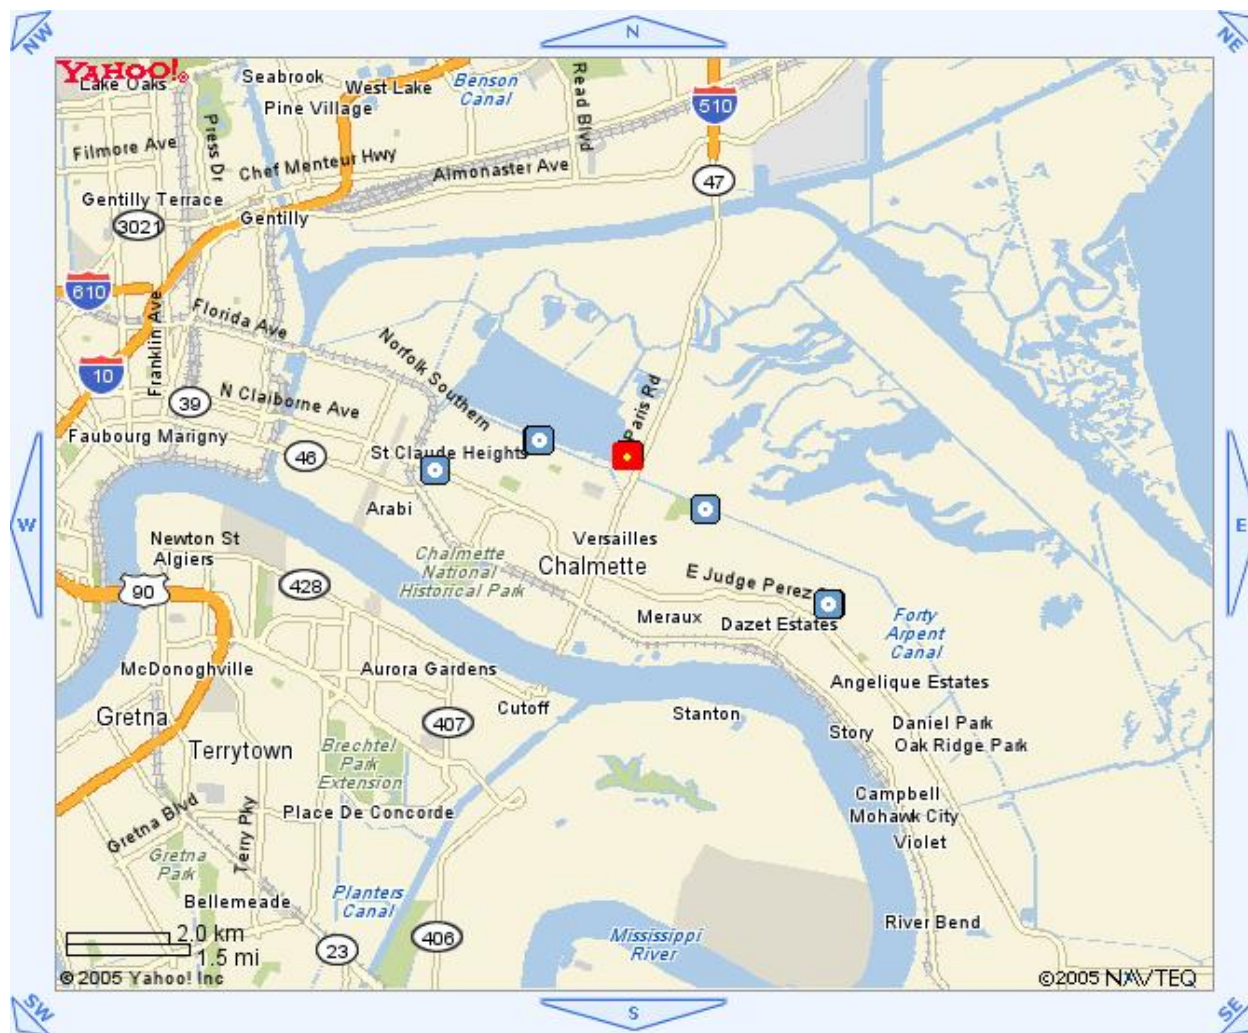 N
NW
NE
YAHOO!
Lake Oaks
Seabrook
West Lake
Pine Village
Benson
Canal
Read Blvd
510
Filmore Ave
Press Dr
Chef Menteur Hwy
Almonaster Ave
47
Gentilly Terrace
Gentilly
3021
610
Franklin Ave
Florida Ave
Norfolk Southern
10
Paris Rd
39
N Claiborne Ave
Faubourg Marigny
46
St Claude Heights
W
E
Arabi
Newton St
Algiers
Versailles
Chalmette
National
Historical Park
Chalmette
90
428
E Judge Perez
Meraux
Dazet Estates
Forty
Arpent
Canal
McDonoghville
Aurora Gardens
Angelique Estates
Gretna
407
Cutoff
Stanton
Daniel Park
Story
Oak Ridge Park
Terrytown
Brechtel
Park
Extension
Campbell
Mohawk City
Place De Concorde
Gretna Blvd
Terry Pky
Violet
Gretna
Park
Planters
Canal
Bellemeade
River Bend
2.0 km
1.5 mi
23
406
Mississippi
River
©2005 Yahoo! Inc
©2005 NAVTEQ
SW
S
SE